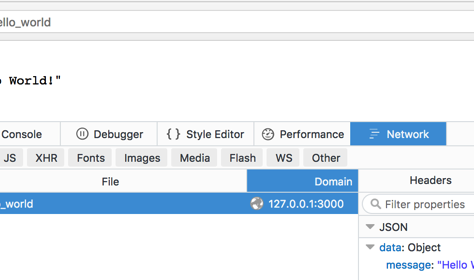 ello_world
o World!"
Console Debugger { } Style Editor Performance Network
JS XHR Fonts Images Media Flash WS Other
File Domain Headers
o_world 127.0.0.1:3000 Filter properties
JSON
data: Object
message: "Hello W